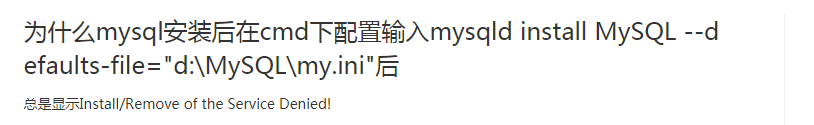 为什么mysql安装后在cmd下配置输入mysqld install MySQL --d
efaults-file="d:\MySQL\my.ini"后
总是显示Install/Remove of the Service Denied!